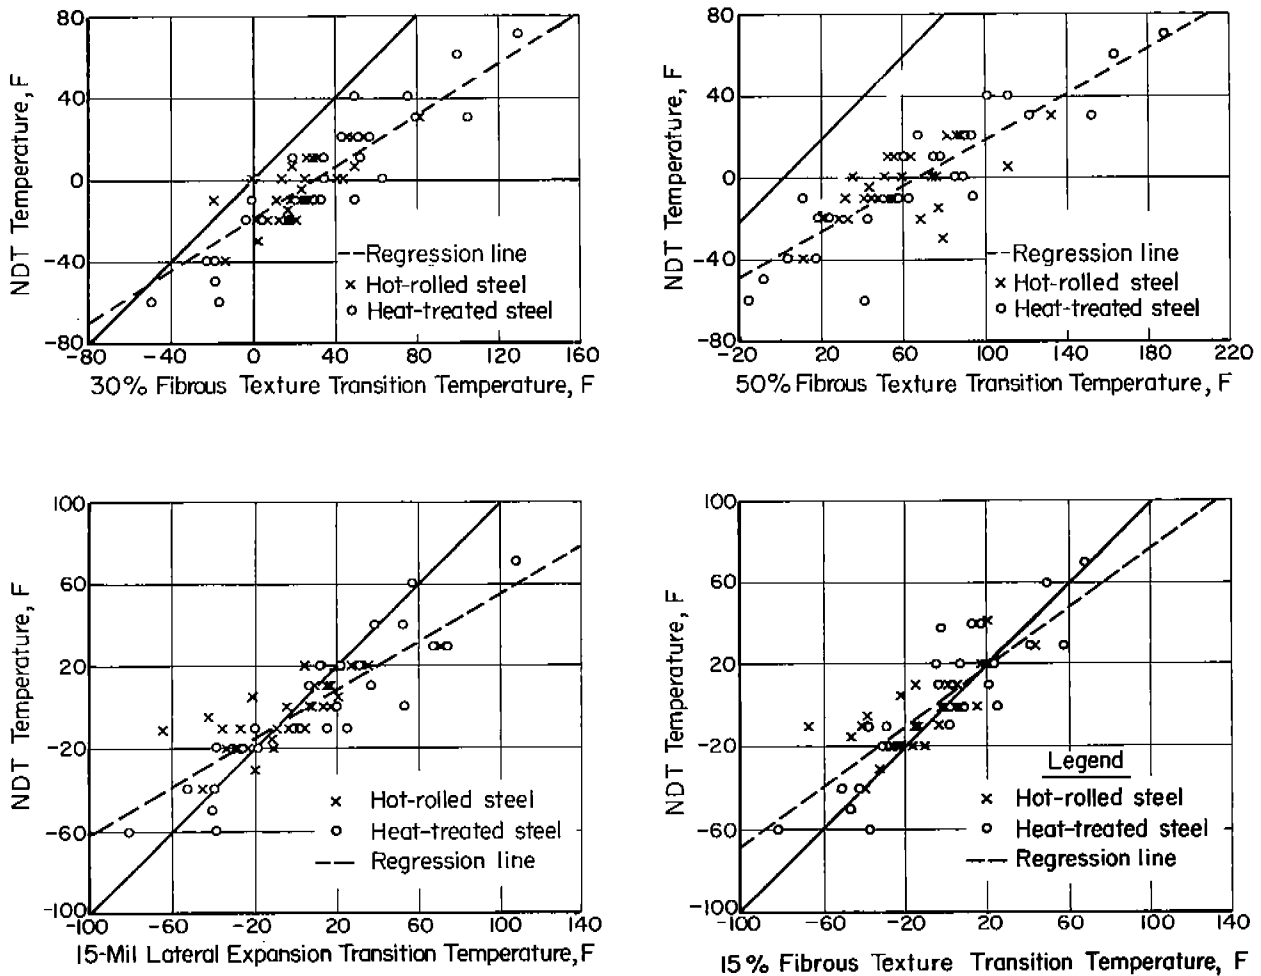 80
40
0
-40
-80
NDT Temperature, F
---Regression line
× Hot-rolled steel
o Heat-treated steel
-80 -40 0 40 80 120 160
30% Fibrous Texture Transition Temperature, F
80
40
0
-40
-80
NDT Temperature, F
---Regression line
× Hot-rolled steel
o Heat-treated steel
-20 20 60 100 140 180 220
50% Fibrous Texture Transition Temperature, F
100
60
20
-20
-60
-100
NDT Temperature, F
× Hot-rolled steel
o Heat-treated steel
--- Regression line
-100 -60 -20 20 60 100 140
15-Mil Lateral Expansion Transition Temperature, F
100
60
20
-20
-60
-100
NDT Temperature, F
Legend
× Hot-rolled steel
o Heat-treated steel
--- Regression line
-100 -60 -20 20 60 100 140
15% Fibrous Texture Transition Temperature, F